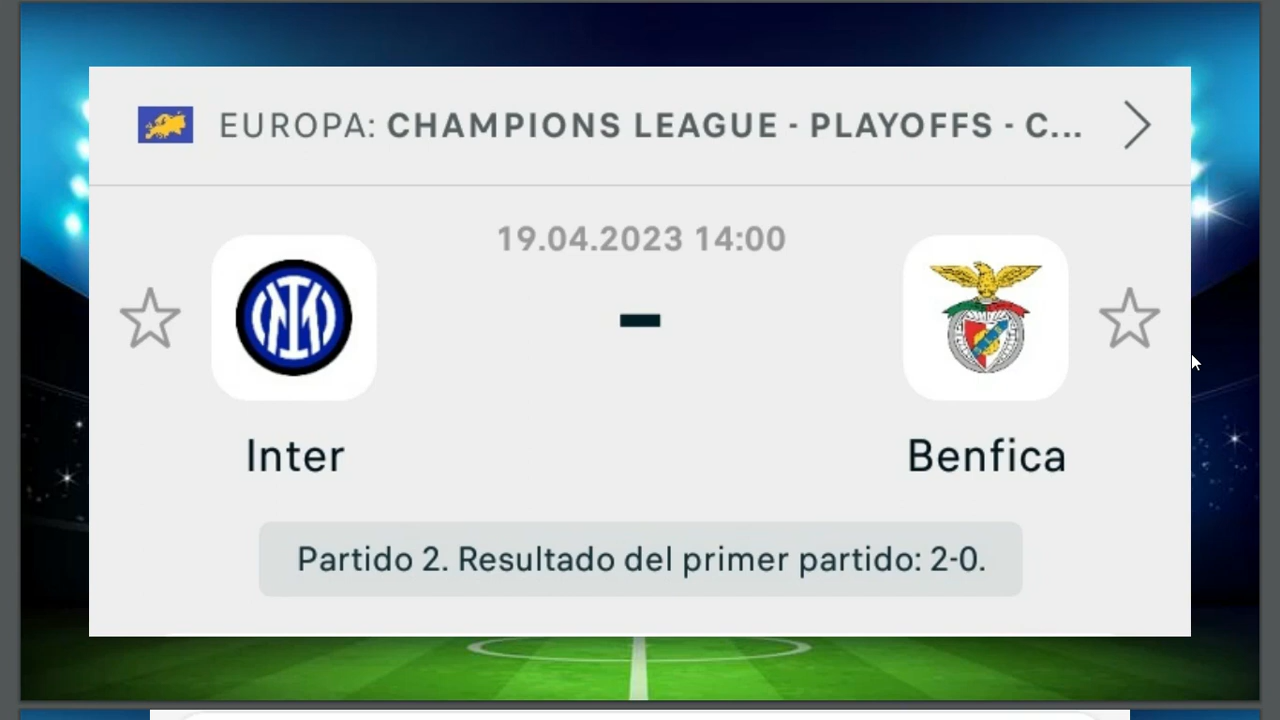 EUROPA: CHAMPIONS LEAGUE - PLAYOFFS - C...
19.04.2023 14:00
-
Inter
Benfica
Partido 2. Resultado del primer partido: 2-0.